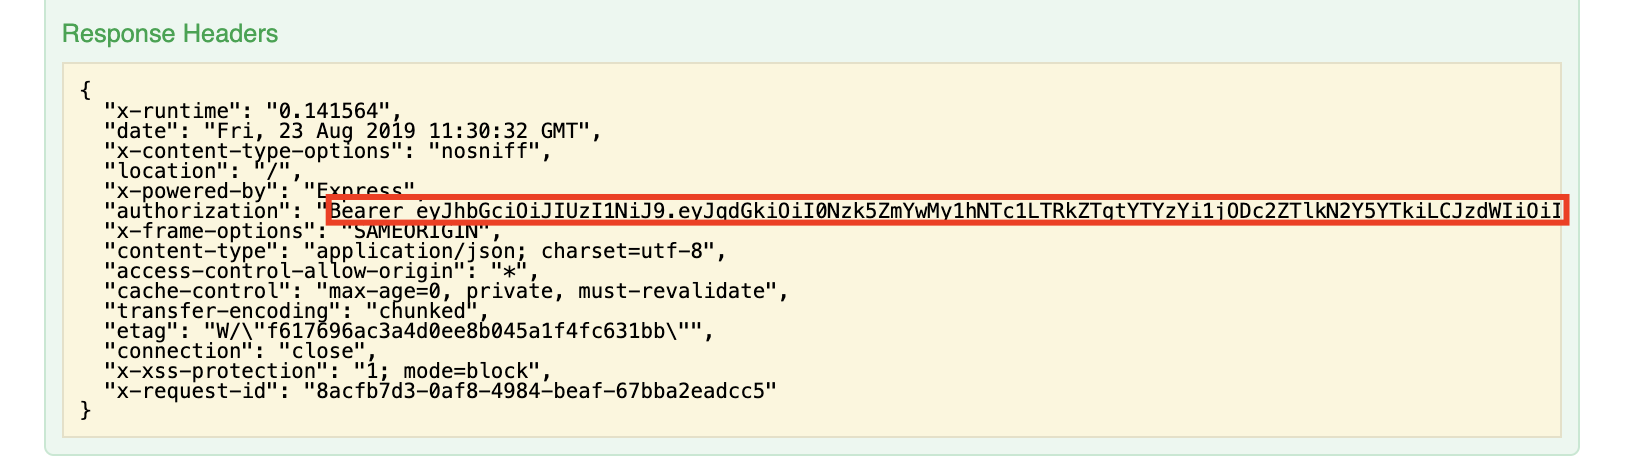 Response Headers
{
"x-runtime": "0.141564",
"date": "Fri, 23 Aug 2019 11:30:32 GMT",
"x-content-type-options": "nosniff",
"location": "/",
"x-powered-by": "Express",
"authorization": "Bearer eyJhbGciOiJIUzI1NiJ9.eyJqdGkiOiI0Nzk5ZmYwMy1hNTc1LTRkZTgtYTYzYi1jODc2ZTlkN2Y5YTkiLCJzdWIiOiI
"x-frame-options": "SAMEORIGIN",
"content-type": "application/json; charset=utf-8",
"access-control-allow-origin": "*",
"cache-control": "max-age=0, private, must-revalidate",
"transfer-encoding": "chunked",
"etag": "W/\"f617696ac3a4d0ee8b045a1f4fc631bb\"",
"connection": "close",
"x-xss-protection": "1; mode=block",
"x-request-id": "8acfb7d3-0af8-4984-beaf-67bba2eadcc5"
}